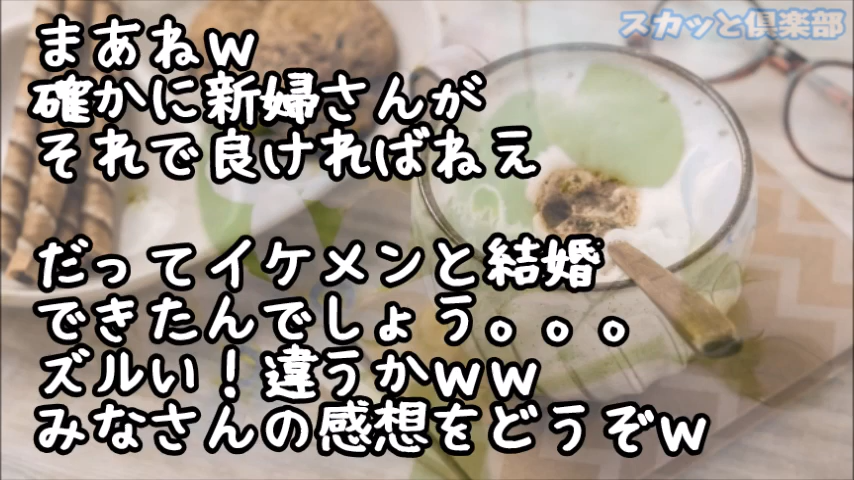 スカッと倶楽部
まあねw
確かに新婦さんが
それで良ければねえ
だってイケメンと結婚
できたんでしょう。。。
ズルい！違うかww
みなさんの感想をどうぞw